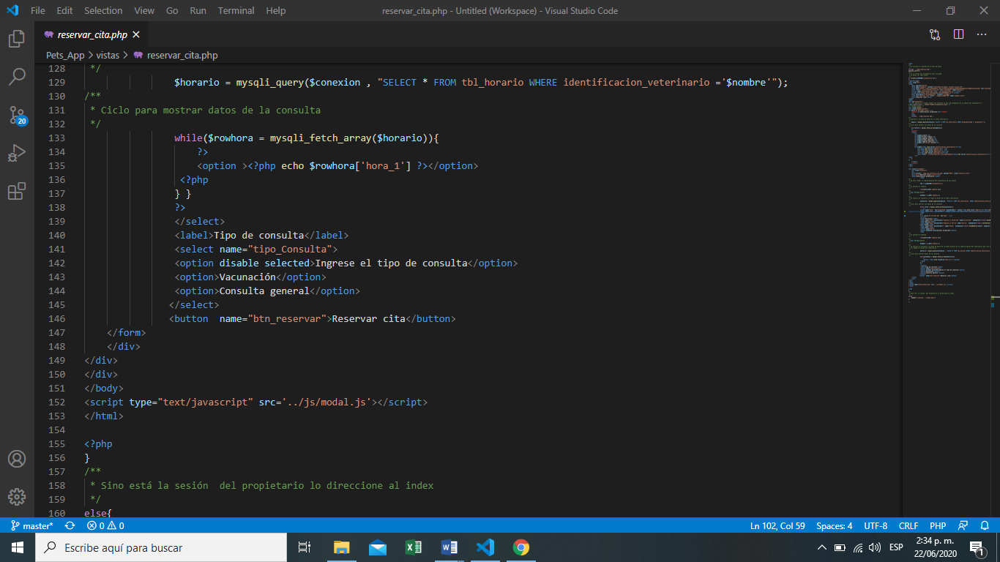 File Edit Selection View Go Run Terminal Help reservar_cita.php - Untitled (Workspace) - Visual Studio Code
reservar_cita.php
Pets_App > vistas > reservar_cita.php
20
128 */
129 $horario = mysqli_query($conexion , "SELECT * FROM tbl_horario WHERE identificacion_veterinario ='$nombre'");
130 /**
131 * Ciclo para mostrar datos de la consulta
132 */
133 while($rowhora = mysqli_fetch_array($horario)){
134 ?>
135 <option ><?php echo $rowhora['hora_1'] ?></option>
136 <?php
137 } }
138 ?>
139 </select>
140 <label>Tipo de consulta</label>
141 <select name="tipo_Consulta">
142 <option disable selected>Ingrese el tipo de consulta</option>
143 <option>Vacunación</option>
144 <option>Consulta general</option>
145 </select>
146 <button  name="btn_reservar">Reservar cita</button>
147 </form>
148 </div>
149 </div>
150 </div>
151 </body>
152 <script type="text/javascript" src='../js/modal.js'></script>
153 </html>
154
155 <?php
156 }
157 /**
158 * Sino está la sesión  del propietario lo direccione al index
159 */
160 else{
master* 0 0 Ln 102, Col 59 Spaces: 4 UTF-8 CRLF PHP
Escribe aquí para buscar
ESP
2:34 p. m.
22/06/2020
1